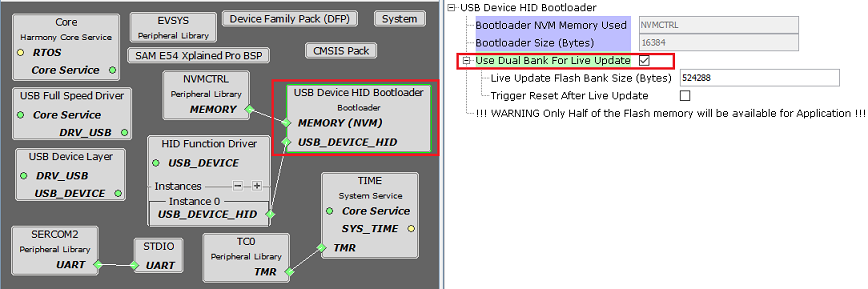 Core
Harmony Core Service
RTOS
Core Service
EVSYS
Peripheral Library
Device Family Pack (DFP)
System
SAM E54 Xplained Pro BSP
CMSIS Pack
USB Full Speed Driver
Core Service
DRV_USB
NVMCTRL
Peripheral Library
MEMORY
USB Device HID Bootloader
Bootloader
MEMORY (NVM)
USB_DEVICE_HID
USB Device Layer
DRV_USB
USB_DEVICE
HID Function Driver
USB_DEVICE
Instances
Instance 0
USB_DEVICE_HID
TIME
System Service
Core Service
SYS_TIME
TMR
SERCOM2
Peripheral Library
UART
STDIO
UART
TC0
Peripheral Library
TMR
USB Device HID Bootloader
Bootloader NVM Memory Used NVMCTRL
Bootloader Size (Bytes) 16384
Use Dual Bank For Live Update
Live Update Flash Bank Size (Bytes) 524288
Trigger Reset After Live Update
!!! WARNING Only Half of the Flash memory will be available for Application !!!